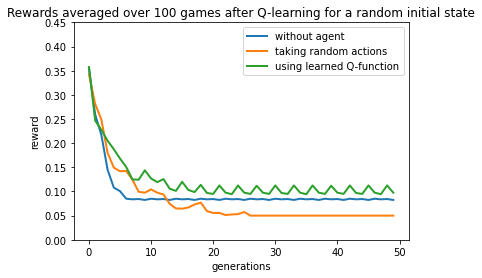 Rewards averaged over 100 games after Q-learning for a random initial state
0.45
0.40
0.35
0.30
0.25
0.20
0.15
0.10
0.05
0.00
reward
without agent
taking random actions
using learned Q-function
0 10 20 30 40 50
generations